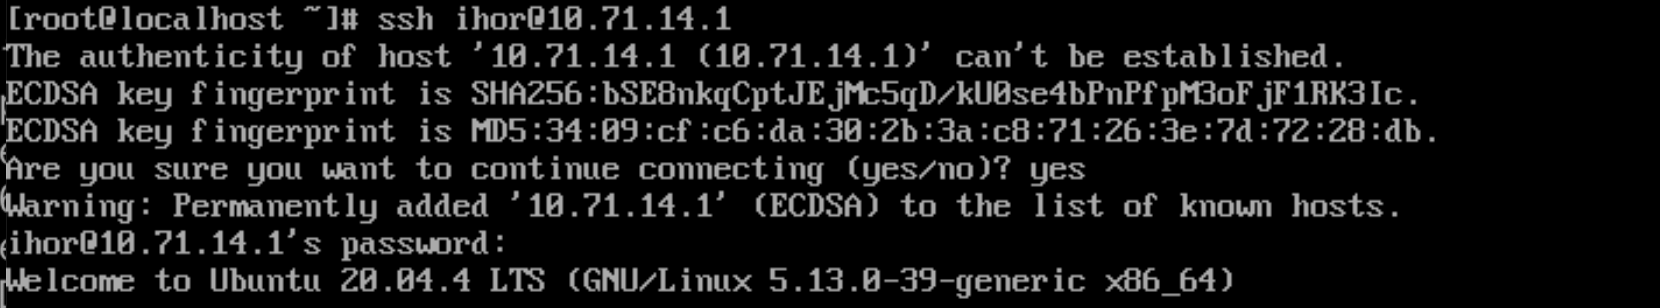 [root@localhost ~]# ssh ihor@10.71.14.1
The authenticity of host '10.71.14.1 (10.71.14.1)' can't be established.
ECDSA key fingerprint is SHA256:bSE8nkqCptJEjMc5qD/kU0se4bPnPfpM3oFjF1RK3Ic.
ECDSA key fingerprint is MD5:34:09:cf:c6:da:30:2b:3a:c8:71:26:3e:7d:72:28:db.
Are you sure you want to continue connecting (yes/no)? yes
Warning: Permanently added '10.71.14.1' (ECDSA) to the list of known hosts.
ihor@10.71.14.1's password:
Welcome to Ubuntu 20.04.4 LTS (GNU/Linux 5.13.0-39-generic x86_64)